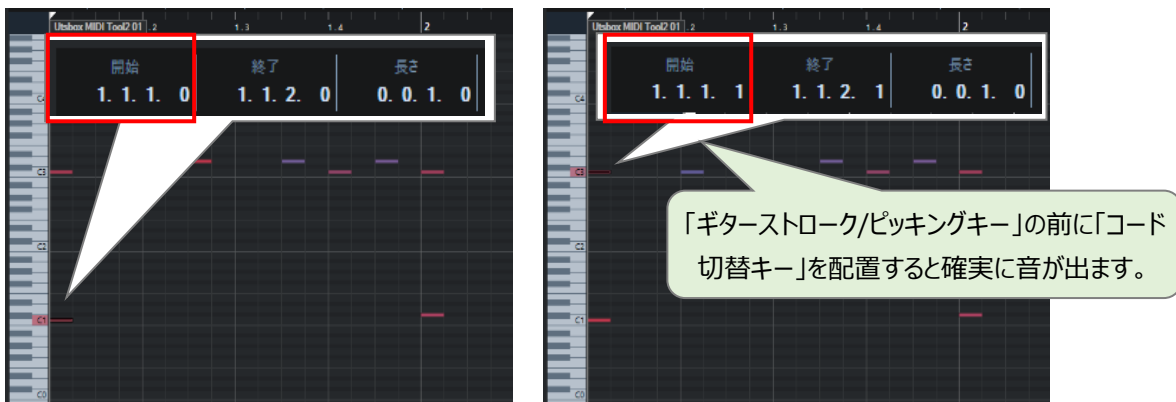 Utsbox MIDI Tool2 01 .2 1.3 1.4 2
開始 終了 長さ
1. 1. 1. 0 1. 1. 2. 0 0. 0. 1. 0
C4
C3
C2
C1
C0
Utsbox MIDI Tool2 01 .2 1.3 1.4 2
開始 終了 長さ
1. 1. 1. 1 1. 1. 2. 1 0. 0. 1. 0
C4
C3
C2
C1
C0
「ギターストローク/ピッキングキー」の前に「コード
切替キー」を配置すると確実に音が出ます。